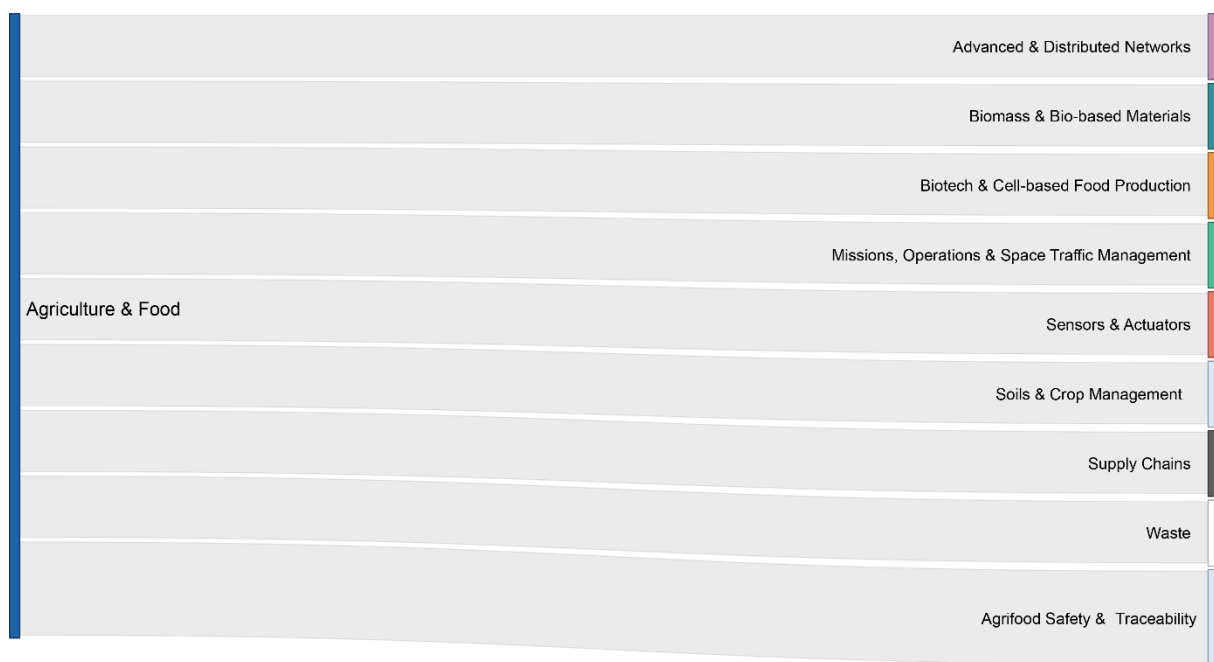 Advanced & Distributed Networks
Biomass & Bio-based Materials
Biotech & Cell-based Food Production
Missions, Operations & Space Traffic Management
Agriculture & Food
Sensors & Actuators
Soils & Crop Management
Supply Chains
Waste
Agrifood Safety & Traceability